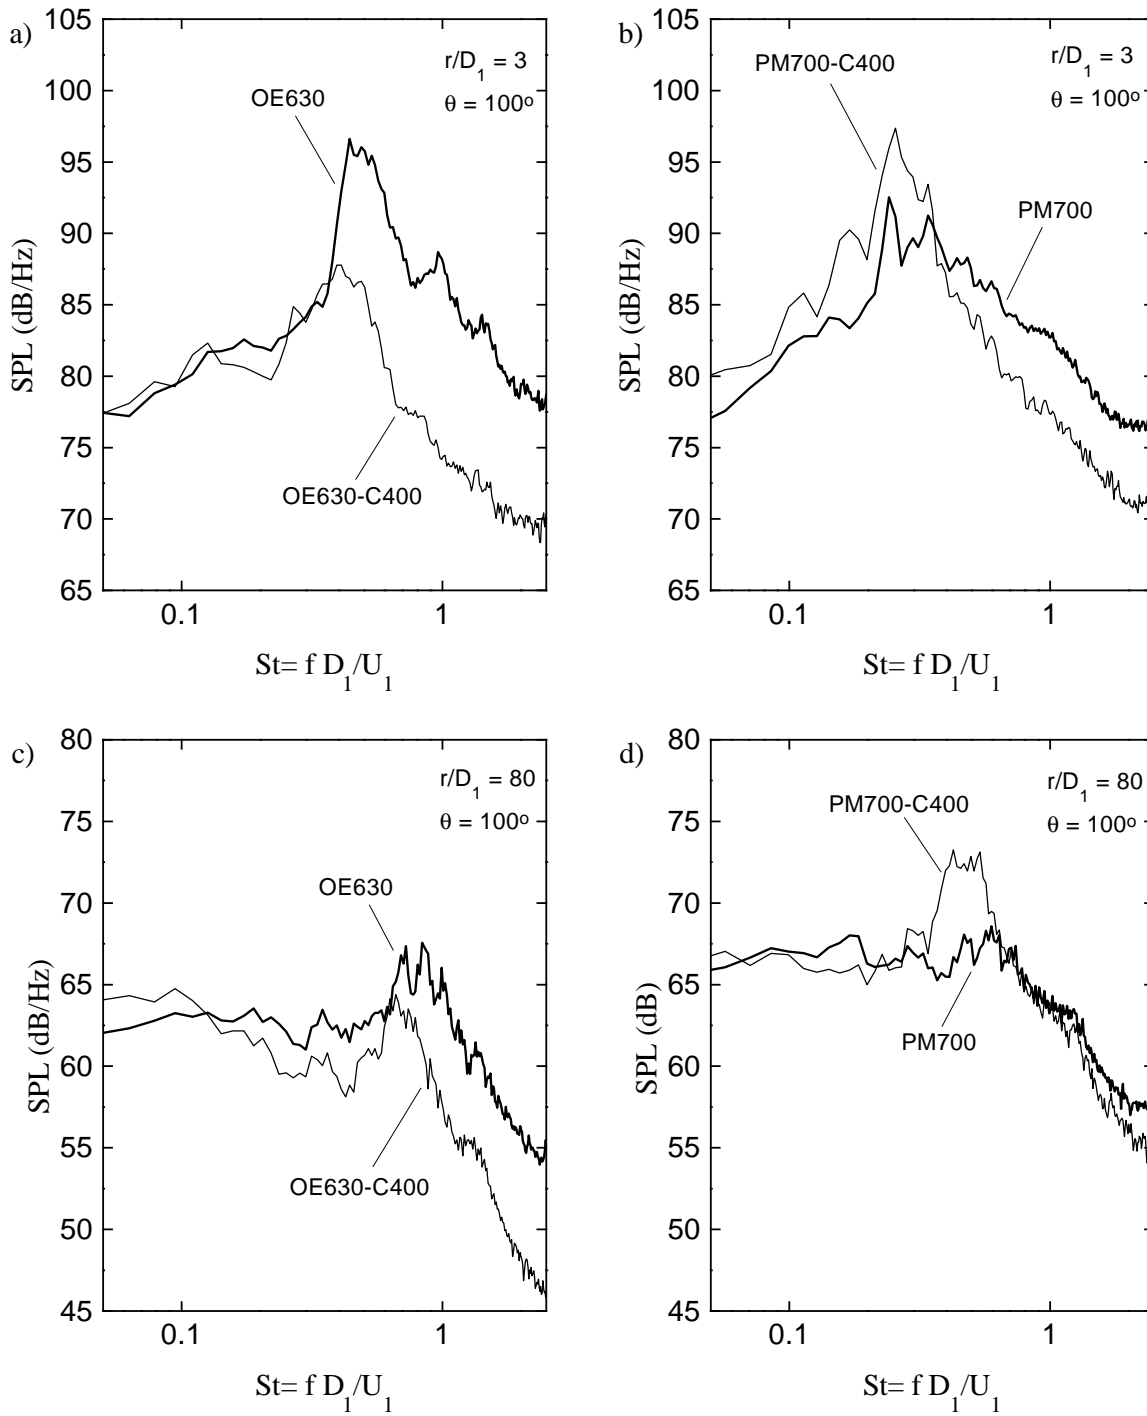 a)
105
100
95
90
85
80
75
70
65
SPL (dB/Hz)
r/D1 = 3
θ = 100º
OE630
OE630-C400
0.1 1
St= f D1/U1
b)
105
100
95
90
85
80
75
70
65
SPL (dB/Hz)
r/D1 = 3
θ = 100º
PM700-C400
PM700
0.1 1
St= f D1/U1
c)
80
75
70
65
60
55
50
45
SPL (dB/Hz)
r/D1 = 80
θ = 100º
OE630
OE630-C400
0.1 1
St= f D1/U1
d)
80
75
70
65
60
55
50
45
SPL (dB)
r/D1 = 80
θ = 100º
PM700-C400
PM700
0.1 1
St= f D1/U1